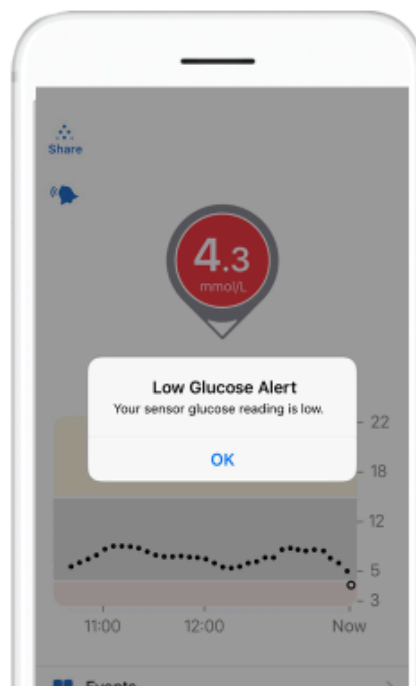 Share
4.3
mmol/L
Low Glucose Alert
Your sensor glucose reading is low.
OK
22
18
12
5
3
11:00
12:00
Now
Events